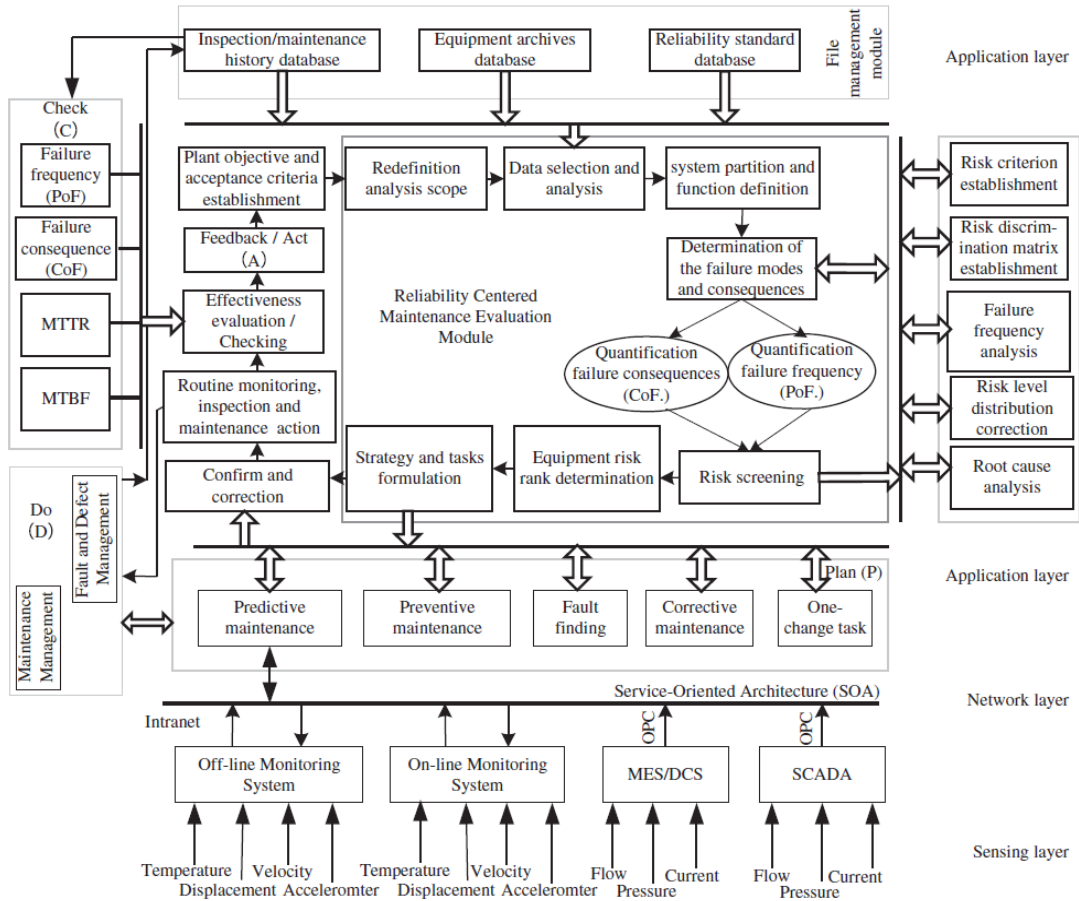 Inspection/maintenance
history database
Equipment archives
database
Reliability standard
database
File
management
module
Application layer
Check
(C)
Failure
frequency
(PoF)
Failure
consequence
(CoF)
MTTR
MTBF
Plant objective and
acceptance criteria
establishment
Feedback / Act
(A)
Effectiveness
evaluation /
Checking
Routine monitoring,
inspection and
maintenance action
Confirm and
correction
Redefinition
analysis scope
Data selection and
analysis
system partition and
function definition
Determination of
the failure modes
and consequences
Reliability Centered
Maintenance Evaluation
Module
Quantification
failure consequences
(CoF.)
Quantification
failure frequency
(PoF.)
Strategy and tasks
formulation
Equipment risk
rank determination
Risk screening
Risk criterion
establishment
Risk discrim-
ination matrix
establishment
Failure
frequency
analysis
Risk level
distribution
correction
Root cause
analysis
Do
(D)
Fault and Defect
Management
Maintenance
Management
Plan (P)
Application layer
Predictive
maintenance
Preventive
maintenance
Fault
finding
Corrective
maintenance
One-
change task
Service-Oriented Architecture (SOA)
Network layer
Intranet
OPC
OPC
Off-line Monitoring
System
On-line Monitoring
System
MES/DCS
SCADA
Temperature
Displacement
Velocity
Acceleromter
Temperature
Displacement
Velocity
Acceleromter
Flow
Pressure
Current
Flow
Pressure
Current
Sensing layer